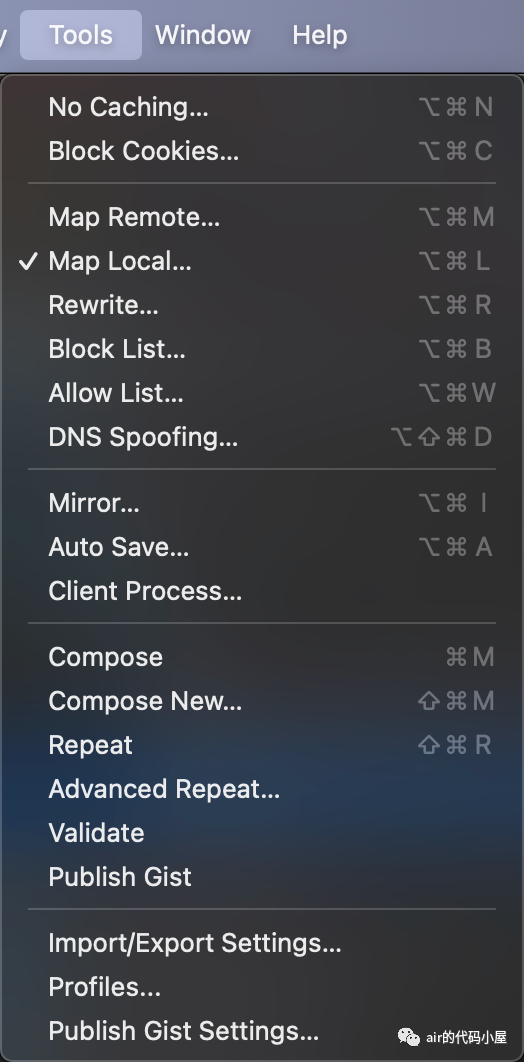 y Tools Window Help
No Caching... ⌥⌘N
Block Cookies... ⌥⌘C
Map Remote... ⌥⌘M
✓ Map Local... ⌥⌘L
Rewrite... ⌥⌘R
Block List... ⌥⌘B
Allow List... ⌥⌘W
DNS Spoofing... ⌥⇧⌘D
Mirror... ⌥⌘I
Auto Save... ⌥⌘A
Client Process...
Compose ⌘M
Compose New... ⇧⌘M
Repeat ⇧⌘R
Advanced Repeat...
Validate
Publish Gist
Import/Export Settings...
Profiles...
Publish Gist Settings...
air的代码小屋